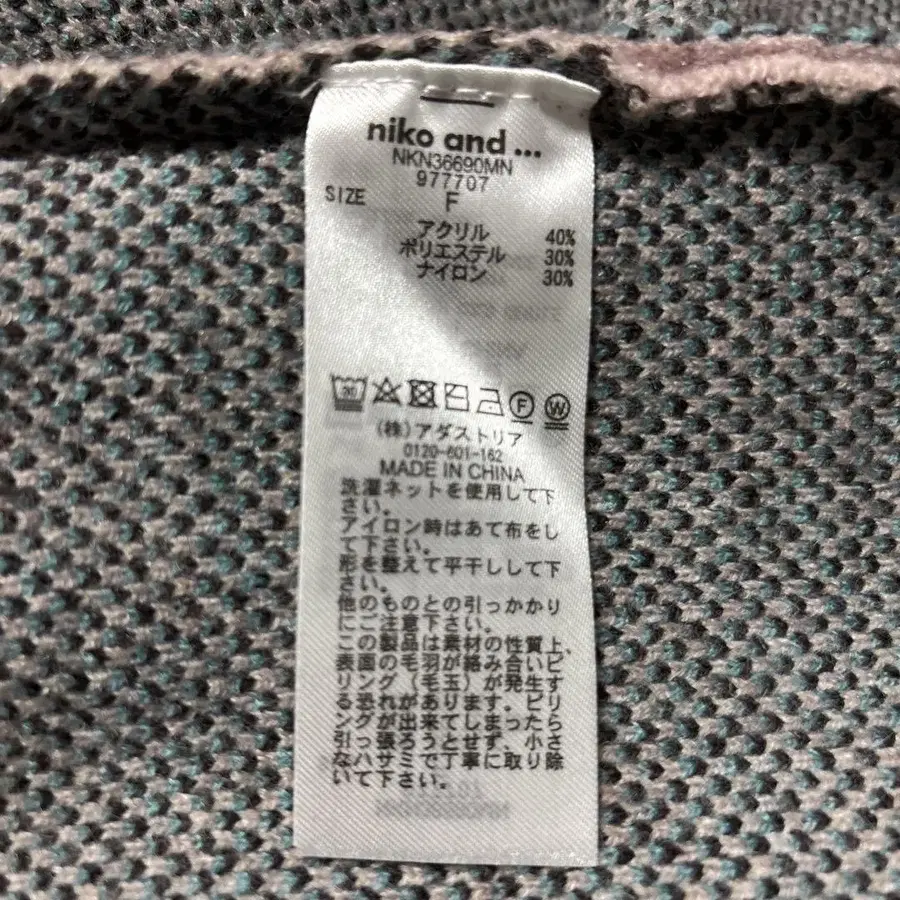 niko and ...
NKN36690MN
977707
SIZE F
アクリル 40%
ポリエステル 30%
ナイロン 30%
F W
(株)アダストリア
0120-601-162
MADE IN CHINA
洗濯ネットを使用して下
さい。
アイロン時はあて布をし
て下さい。
形を整えて平干しして下
さい。
他のものとの引っかかり
にご注意下さい。
この製品は素材の性質上、
表面の毛羽が絡み合いピ
リング(毛玉)が発生す
る恐れがあります。ピリ
ングが出来てしまったら
引っ張ろうとせず、小さ
なハサミで丁寧に取り除
いて下さい。